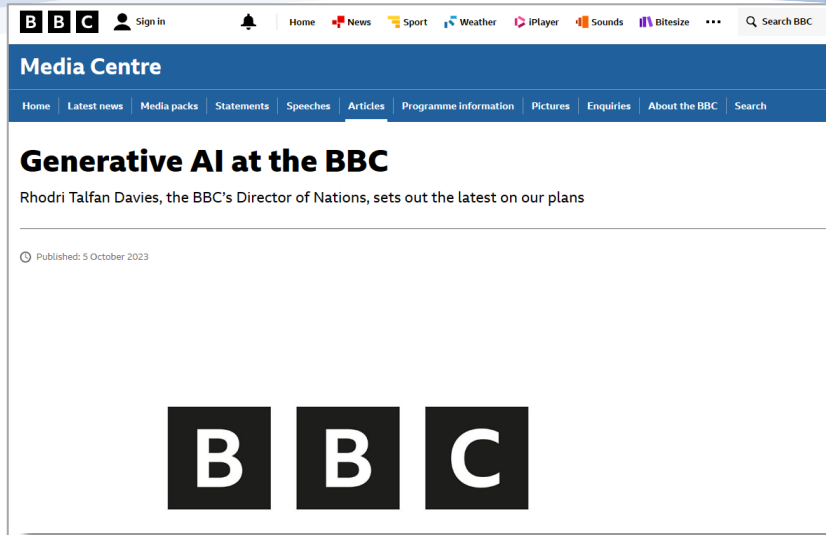 B B C Sign in Home News Sport Weather iPlayer Sounds Bitesize Search BBC
Media Centre
Home Latest news Media packs Statements Speeches Articles Programme information Pictures Enquiries About the BBC Search
Generative AI at the BBC
Rhodri Talfan Davies, the BBC's Director of Nations, sets out the latest on our plans
Published: 5 October 2023
B B C